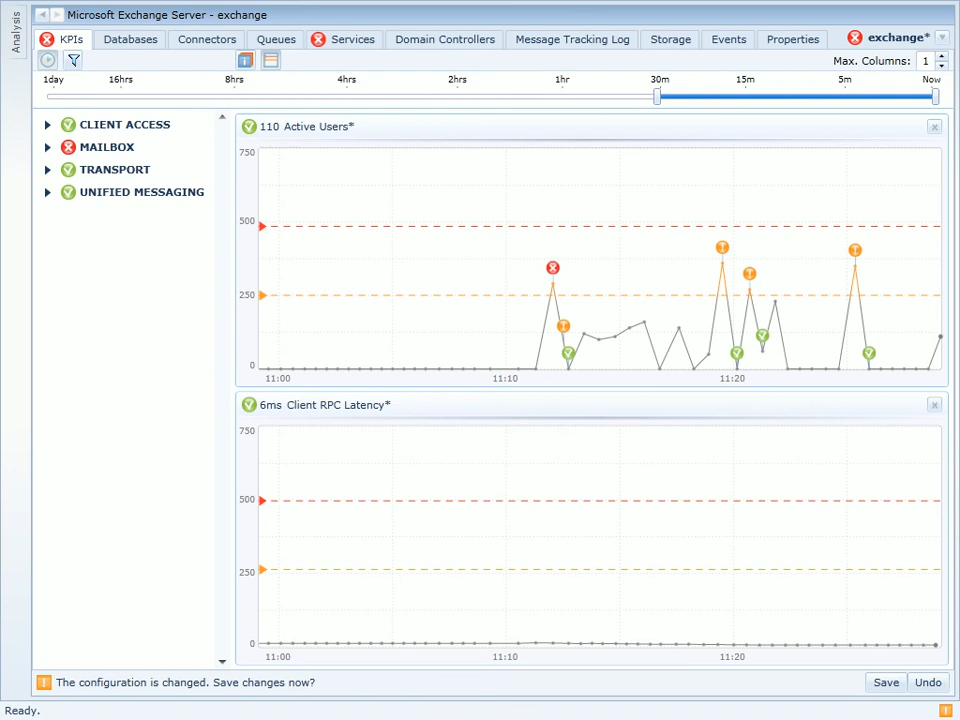 Analysis
Microsoft Exchange Server - exchange
KPIs Databases Connectors Queues Services Domain Controllers Message Tracking Log Storage Events Properties exchange*
Max. Columns: 1
1day 16hrs 8hrs 4hrs 2hrs 1hr 30m 15m 5m Now
CLIENT ACCESS
MAILBOX
TRANSPORT
UNIFIED MESSAGING
110 Active Users*
750
500
250
0
11:00 11:10 11:20
6ms Client RPC Latency*
750
500
250
0
11:00 11:10 11:20
The configuration is changed. Save changes now? Save Undo
Ready.